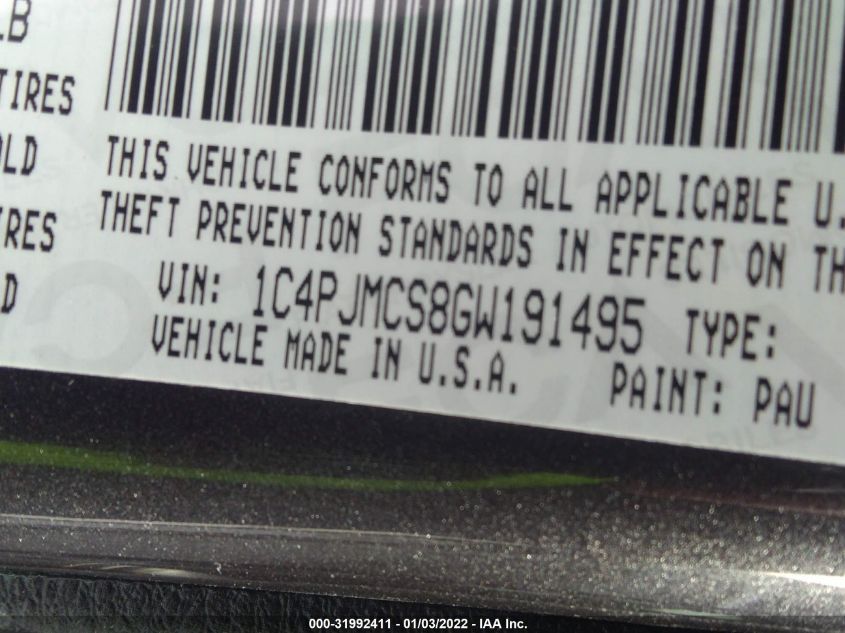 LB
TIRES
OLD
IRES
D
THIS VEHICLE CONFORMS TO ALL APPLICABLE U.
THEFT PREVENTION STANDARDS IN EFFECT ON TH
VIN: 1C4PJMCS8GW191495 TYPE:
VEHICLE MADE IN U.S.A. PAINT: PAU
000-31992411 - 01/03/2022 - IAA Inc.